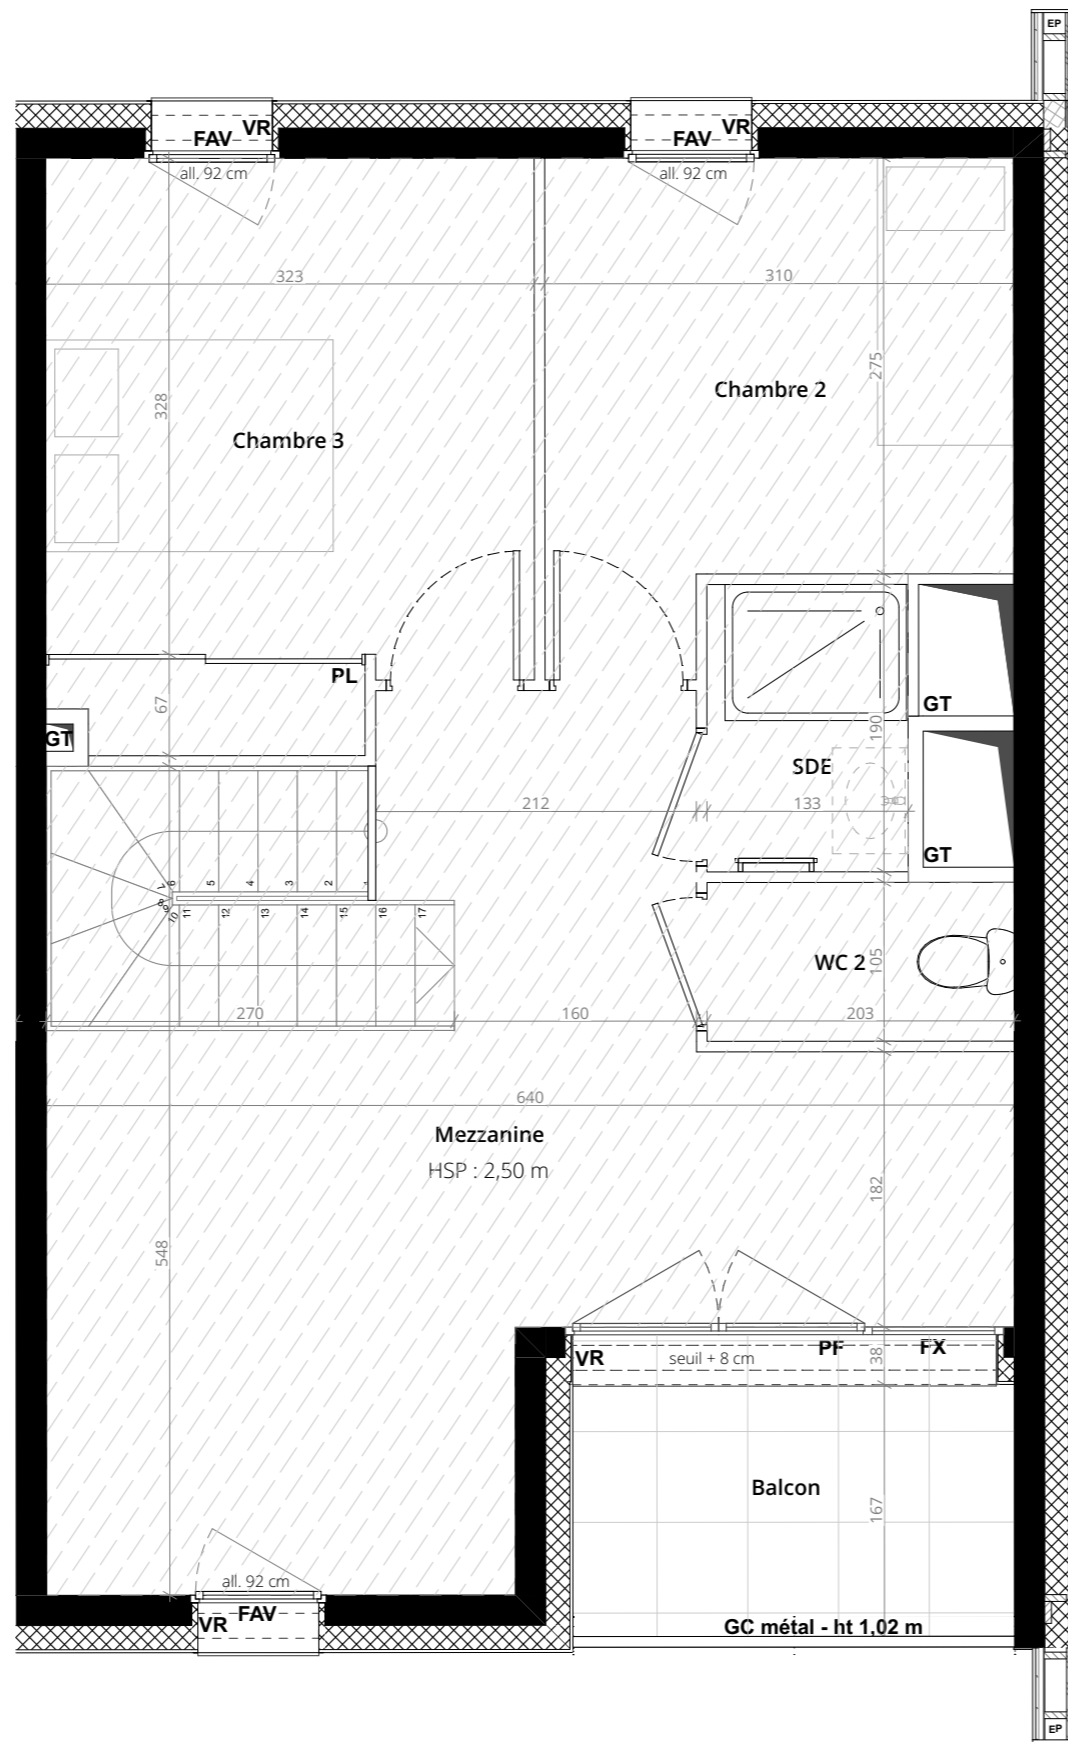 EP
VR
FAV
VR
FAV
all. 92 cm
all. 92 cm
323
310
275
Chambre 2
328
Chambre 3
PL
67
GT
GT
190
SDE
212
133
GT
7
6
5
4
3
2
1
8
9
10
11
12
13
14
15
16
17
WC 2
105
270
160
203
640
Mezzanine
HSP : 2,50 m
182
548
VR
seuil + 8 cm
PF
38
FX
Balcon
167
all. 92 cm
FAV
VR
GC métal - ht 1,02 m
EP